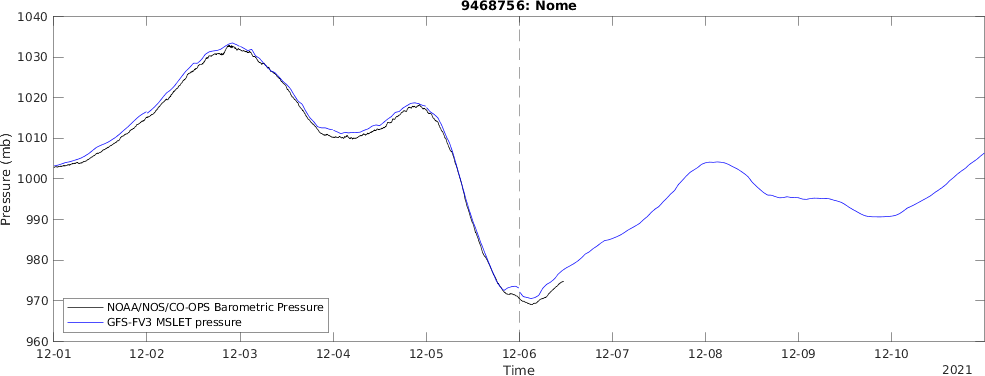 9468756: Nome
1040
1030
1020
1010
1000
990
980
970
960
Pressure (mb)
NOAA/NOS/CO-OPS Barometric Pressure
GFS-FV3 MSLET pressure
12-01 12-02 12-03 12-04 12-05 12-06 12-07 12-08 12-09 12-10
Time
2021